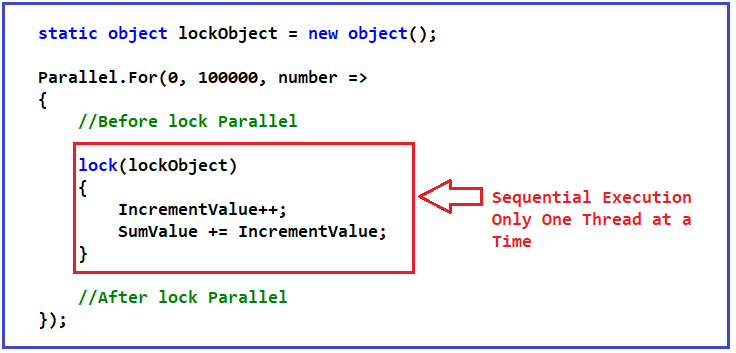 static object lockObject = new object();
Parallel.For(0, 100000, number =>
{
//Before lock Parallel
lock(lockObject)
{
IncrementValue++;
SumValue += IncrementValue;
}
Sequential Execution
Only One Thread at a
Time
//After lock Parallel
});